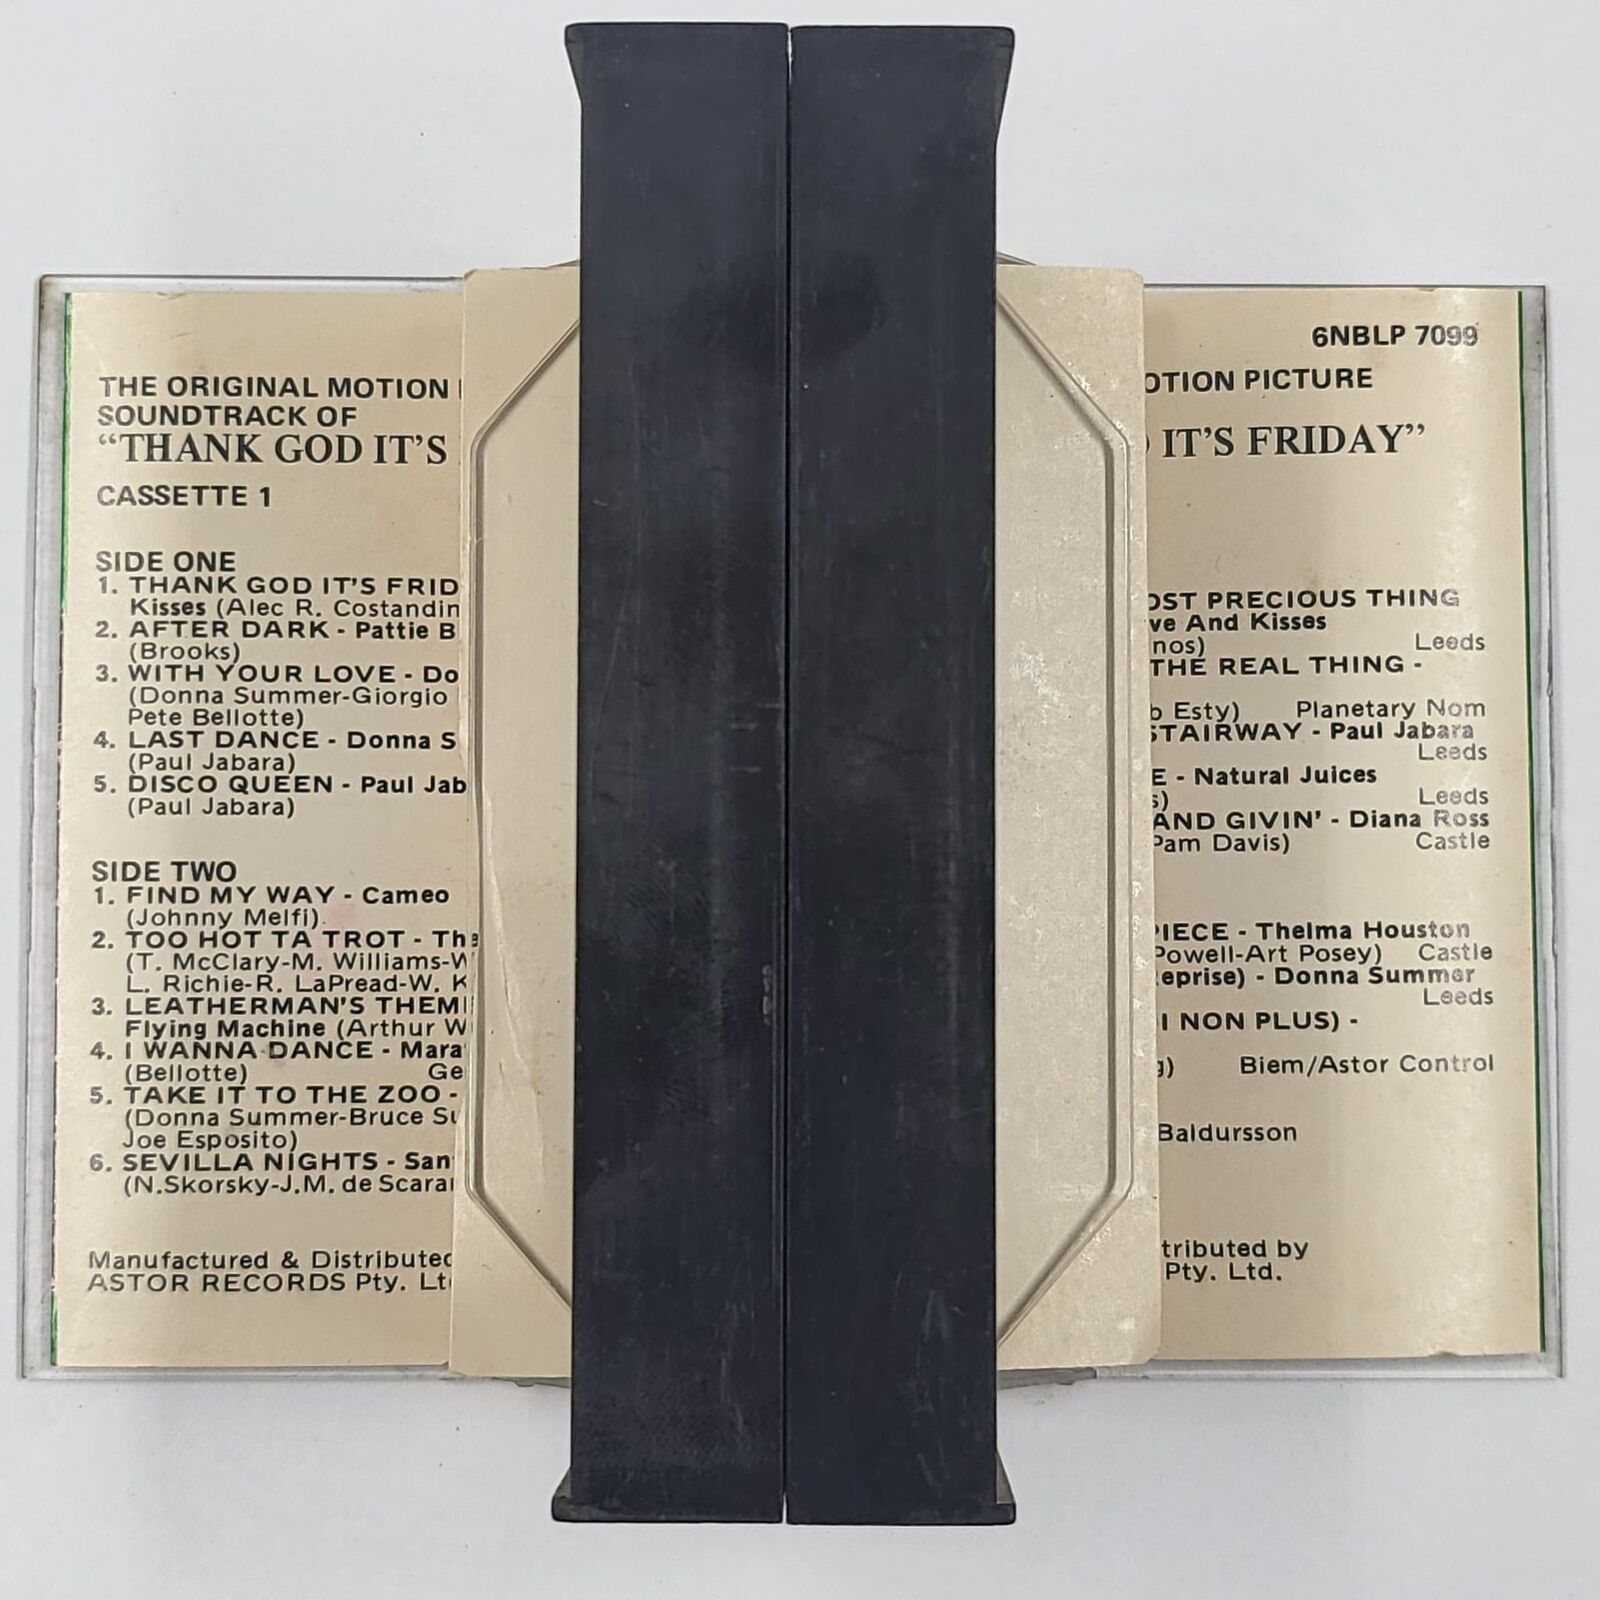 THE ORIGINAL MOTION
SOUNDTRACK OF
“THANK GOD IT'S
CASSETTE 1
SIDE ONE
1. THANK GOD IT'S FRID
Kisses (Alec R. Costandin
2. AFTER DARK - Pattie B
(Brooks)
3. WITH YOUR LOVE - Do
(Donna Summer-Giorgio
Pete Bellotte)
4. LAST DANCE - Donna S
(Paul Jabara)
5. DISCO QUEEN - Paul Jab
(Paul Jabara)
SIDE TWO
1. FIND MY WAY - Cameo
(Johnny Melfi)
2. TOO HOT TA TROT - The
(T. McClary-M. Williams-W
L. Richie-R. LaPread-W. K
3. LEATHERMAN'S THEM
Flying Machine (Arthur W
4. I WANNA DANCE - Mara
(Bellotte) Ge
5. TAKE IT TO THE ZOO -
(Donna Summer-Bruce Su
Joe Esposito)
6. SEVILLA NIGHTS - San
(N.Skorsky-J.M. de Scara
Manufactured & Distributed
ASTOR RECORDS Pty. Lt
6NBLP 7099
OTION PICTURE
IT'S FRIDAY”
OST PRECIOUS THING
ve And Kisses
nos) Leeds
THE REAL THING -
b Esty) Planetary Nom
STAIRWAY - Paul Jabara
Leeds
E - Natural Juices
s) Leeds
AND GIVIN' - Diana Ross
Pam Davis) Castle
PIECE - Thelma Houston
Powell-Art Posey) Castle
eprise) - Donna Summer
Leeds
I NON PLUS) -
g) Biem/Astor Control
Baldursson
tributed by
Pty. Ltd.